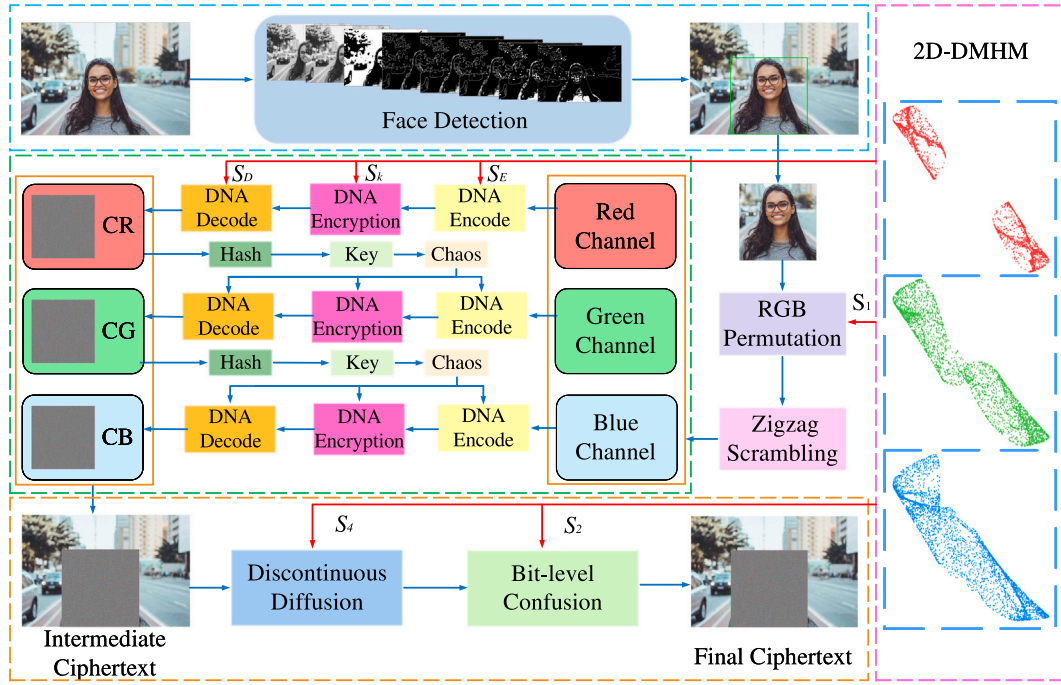 Face Detection
2D-DMHM
S_D
S_k
S_E
CR
DNA
Decode
DNA
Encryption
DNA
Encode
Red
Channel
Hash
Key
Chaos
CG
DNA
Decode
DNA
Encryption
DNA
Encode
Green
Channel
RGB
Permutation
S_1
Hash
Key
Chaos
CB
DNA
Decode
DNA
Encryption
DNA
Encode
Blue
Channel
Zigzag
Scrambling
S_4
S_2
Discontinuous
Diffusion
Bit-level
Confusion
Intermediate
Ciphertext
Final Ciphertext